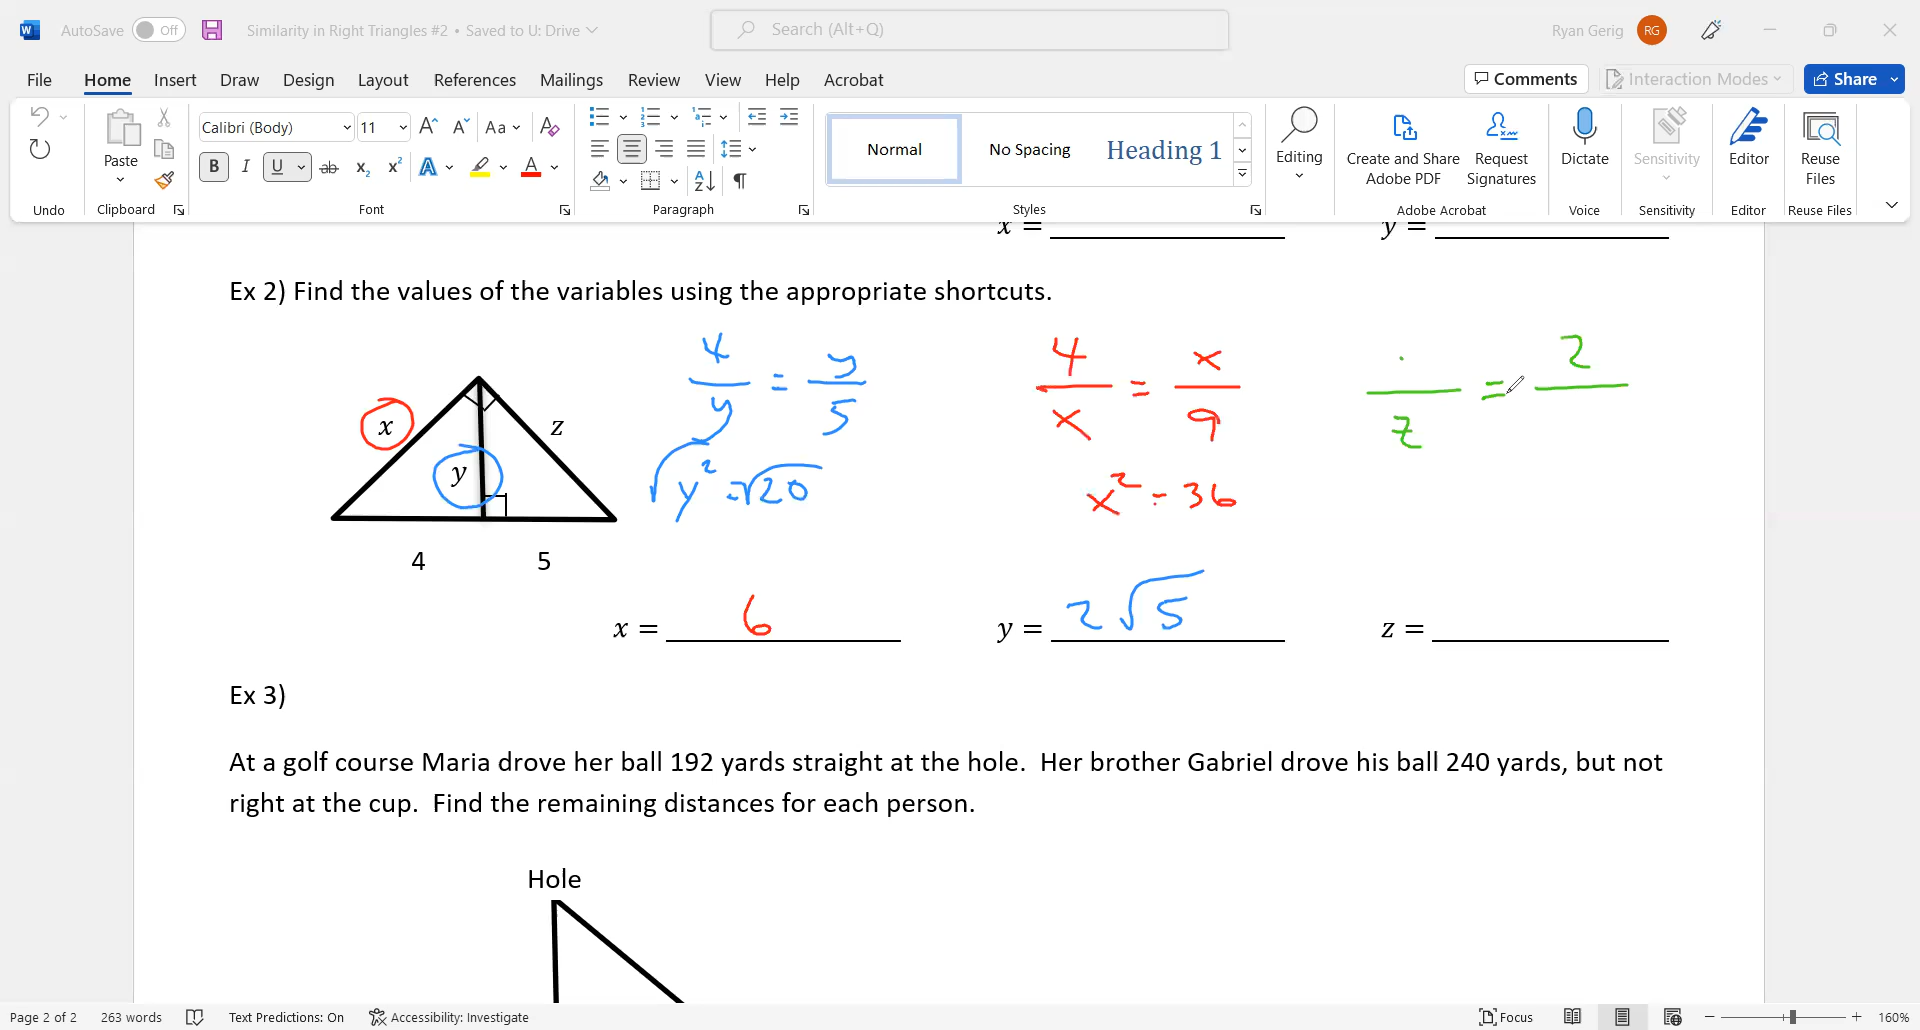 AutoSave Off Similarity in Right Triangles #2 • Saved to U: Drive Search (Alt+Q) Ryan Gerig RG
File Home Insert Draw Design Layout References Mailings Review View Help Acrobat Comments Interaction Modes Share
Paste Calibri (Body) 11 Aa B I U ab x₂ x² A A Normal No Spacing Heading 1 Editing Create and Share Adobe PDF Request Signatures Dictate Sensitivity Editor Reuse Files
Undo Clipboard Font Paragraph Styles Adobe Acrobat Voice Sensitivity Editor Reuse Files
x = y =
Ex 2) Find the values of the variables using the appropriate shortcuts.
4/y = y/5
4/x = x/9
/z = z/
x y z
√y² = √20
x² = 36
4 5
x = 6 y = 2√5 z =
Ex 3)
At a golf course Maria drove her ball 192 yards straight at the hole. Her brother Gabriel drove his ball 240 yards, but not
right at the cup. Find the remaining distances for each person.
Hole
Page 2 of 2 263 words Text Predictions: On Accessibility: Investigate Focus 160%